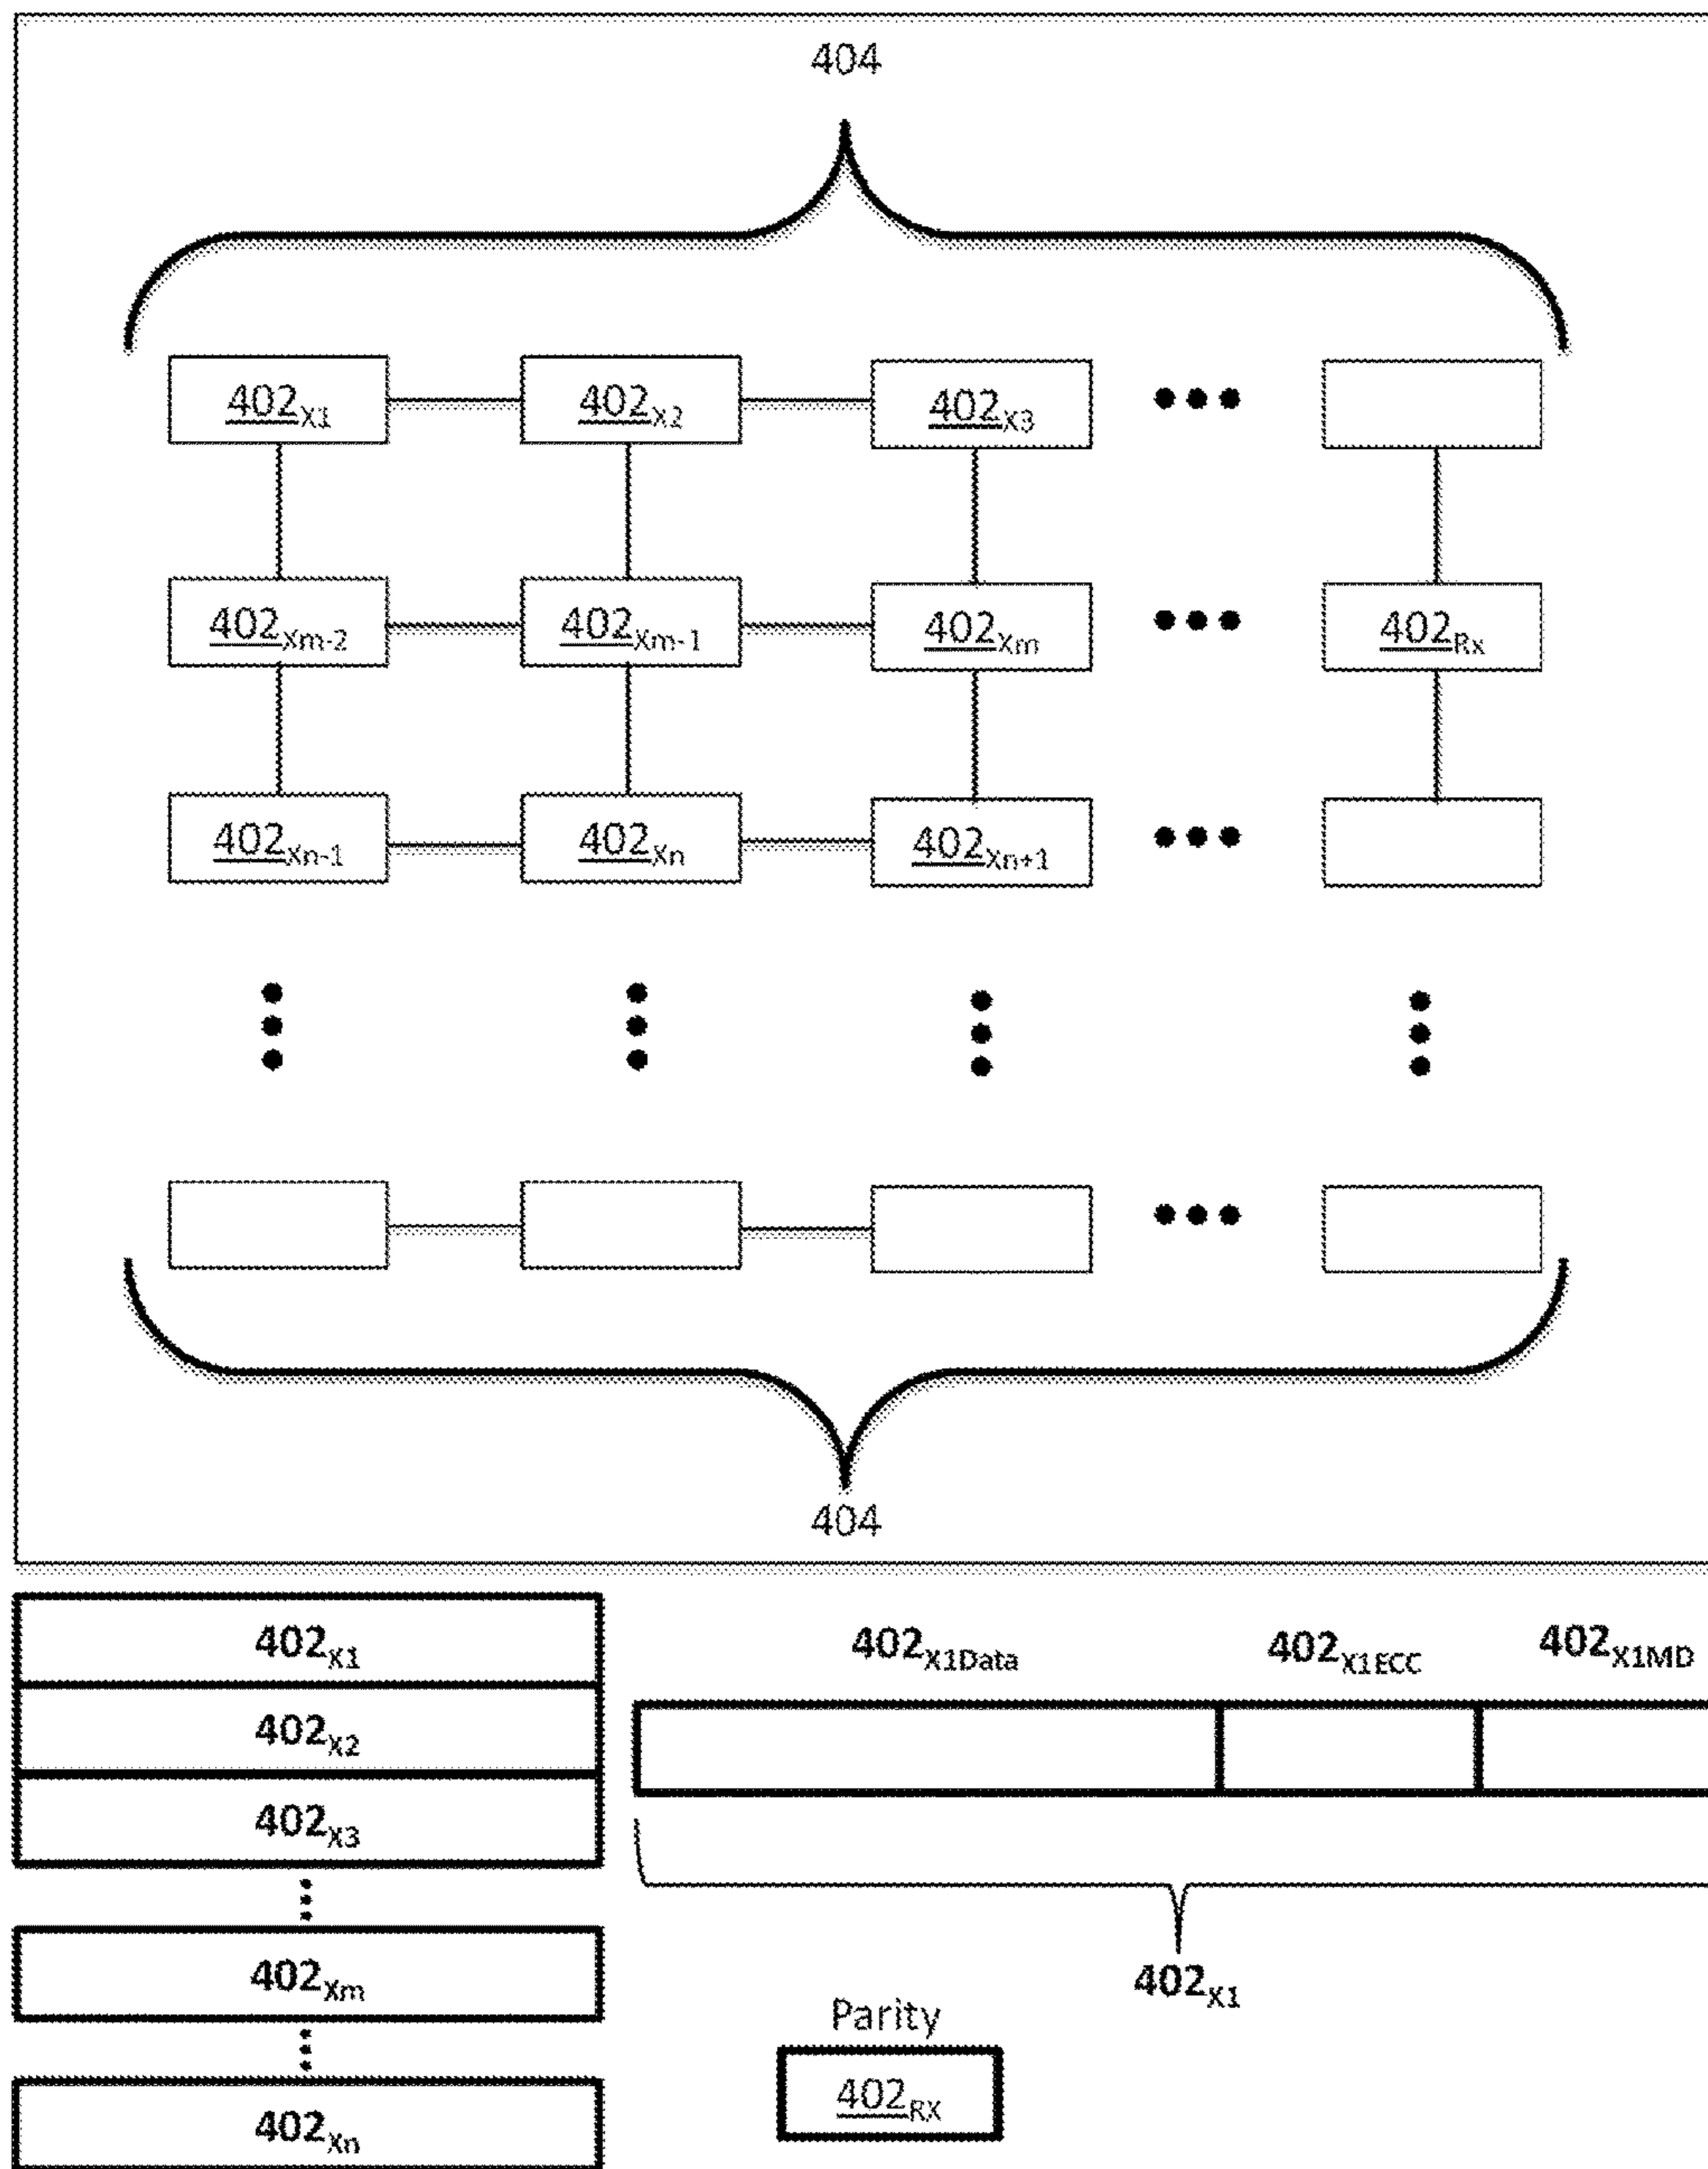 404
402X1 402X2 402X3
402Xm-2 402Xm-1 402Xm 402Rx
402Xn-1 402Xn 402Xn+1
404
402X1
402X2
402X3
402Xm
402Xn
402X1Data 402X1ECC 402X1MD
402X1
Parity
402RX